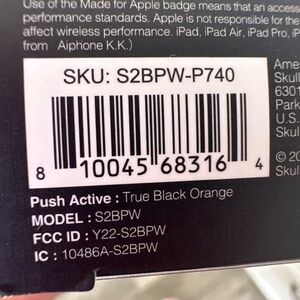 Use of the Made for Apple badge means that an access
performance standards. Apple is not responsible for the
affect wireless performance. iPad, iPad Air, iPad Pro, iP
from Aiphone K.K.)
SKU: S2BPW-P740
8 10045 68316 4
Ame
Skull
6301
Park
U.S.
Skul
© 20
Skul
Push Active : True Black Orange
MODEL : S2BPW
FCC ID : Y22-S2BPW
IC : 10486A-S2BPW